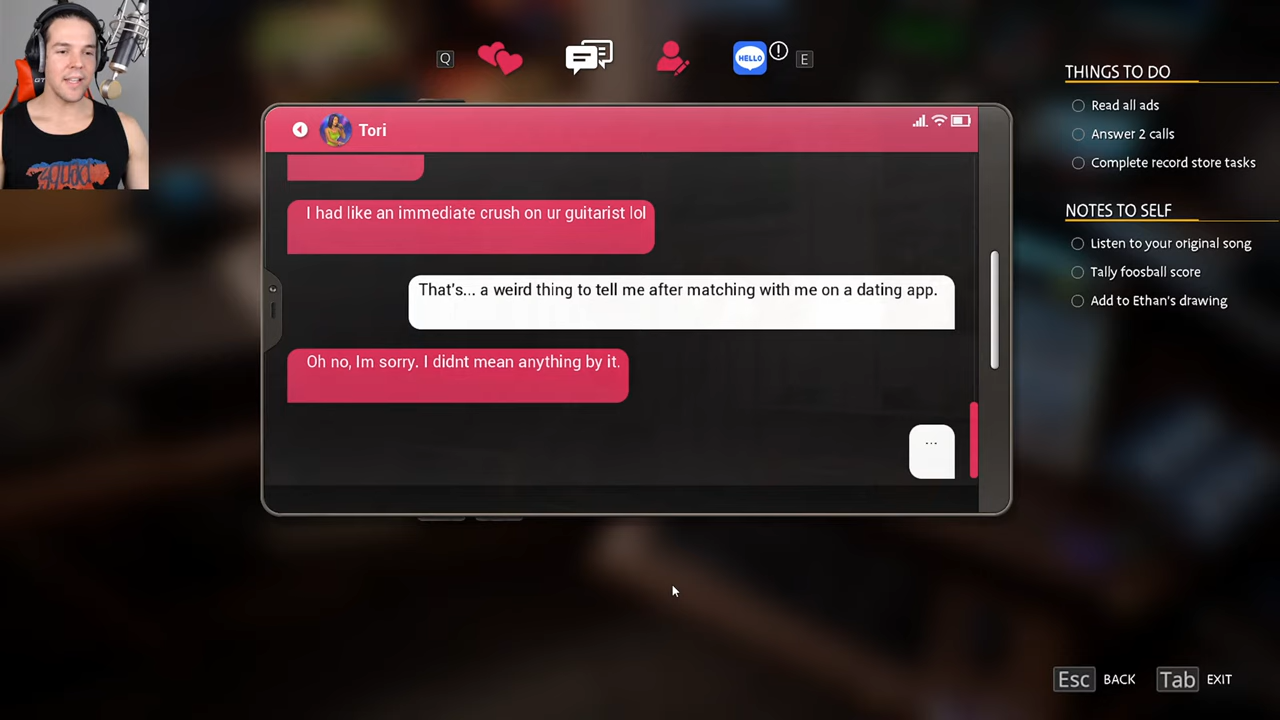 Q
HELLO
!
E
THINGS TO DO
Read all ads
Answer 2 calls
Complete record store tasks
NOTES TO SELF
Listen to your original song
Tally foosball score
Add to Ethan's drawing
Tori
I had like an immediate crush on ur guitarist lol
That's... a weird thing to tell me after matching with me on a dating app.
Oh no, Im sorry. I didnt mean anything by it.
...
Esc BACK Tab EXIT